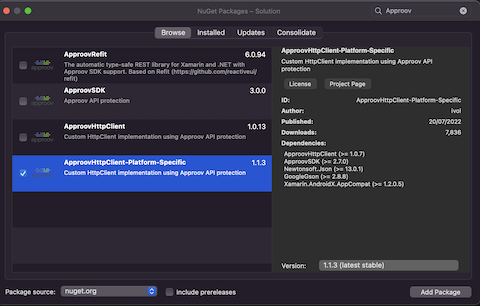 NuGet Packages – Solution
Approov
Browse Installed Updates Consolidate
ApproovRefit 6.0.94
The automatic type-safe REST library for Xamarin and .NET with
Approov SDK support. Based on Refit (https://github.com/reactiveui/
refit)
ApproovSDK 3.0.0
Approov API protection
ApproovHttpClient 1.0.13
Custom HttpClient implementation using Approov API protection
ApproovHttpClient-Platform-Specific 1.1.3
Custom HttpClient implementation using Approov API protection
ApproovHttpClient-Platform-Specific
Custom HttpClient implementation using Approov API
protection
License Project Page
ID: ApproovHttpClient-Platform-Specific
Author: ivol
Published: 20/07/2022
Downloads: 7,836
Dependencies:
ApproovHttpClient (>= 1.0.7)
ApproovSDK (>= 2.7.0)
Newtonsoft.Json (>= 13.0.1)
GoogleGson (>= 2.8.8)
Xamarin.AndroidX.AppCompat (>= 1.2.0.5)
Version: 1.1.3 (latest stable)
Package source: nuget.org Include prereleases Add Package